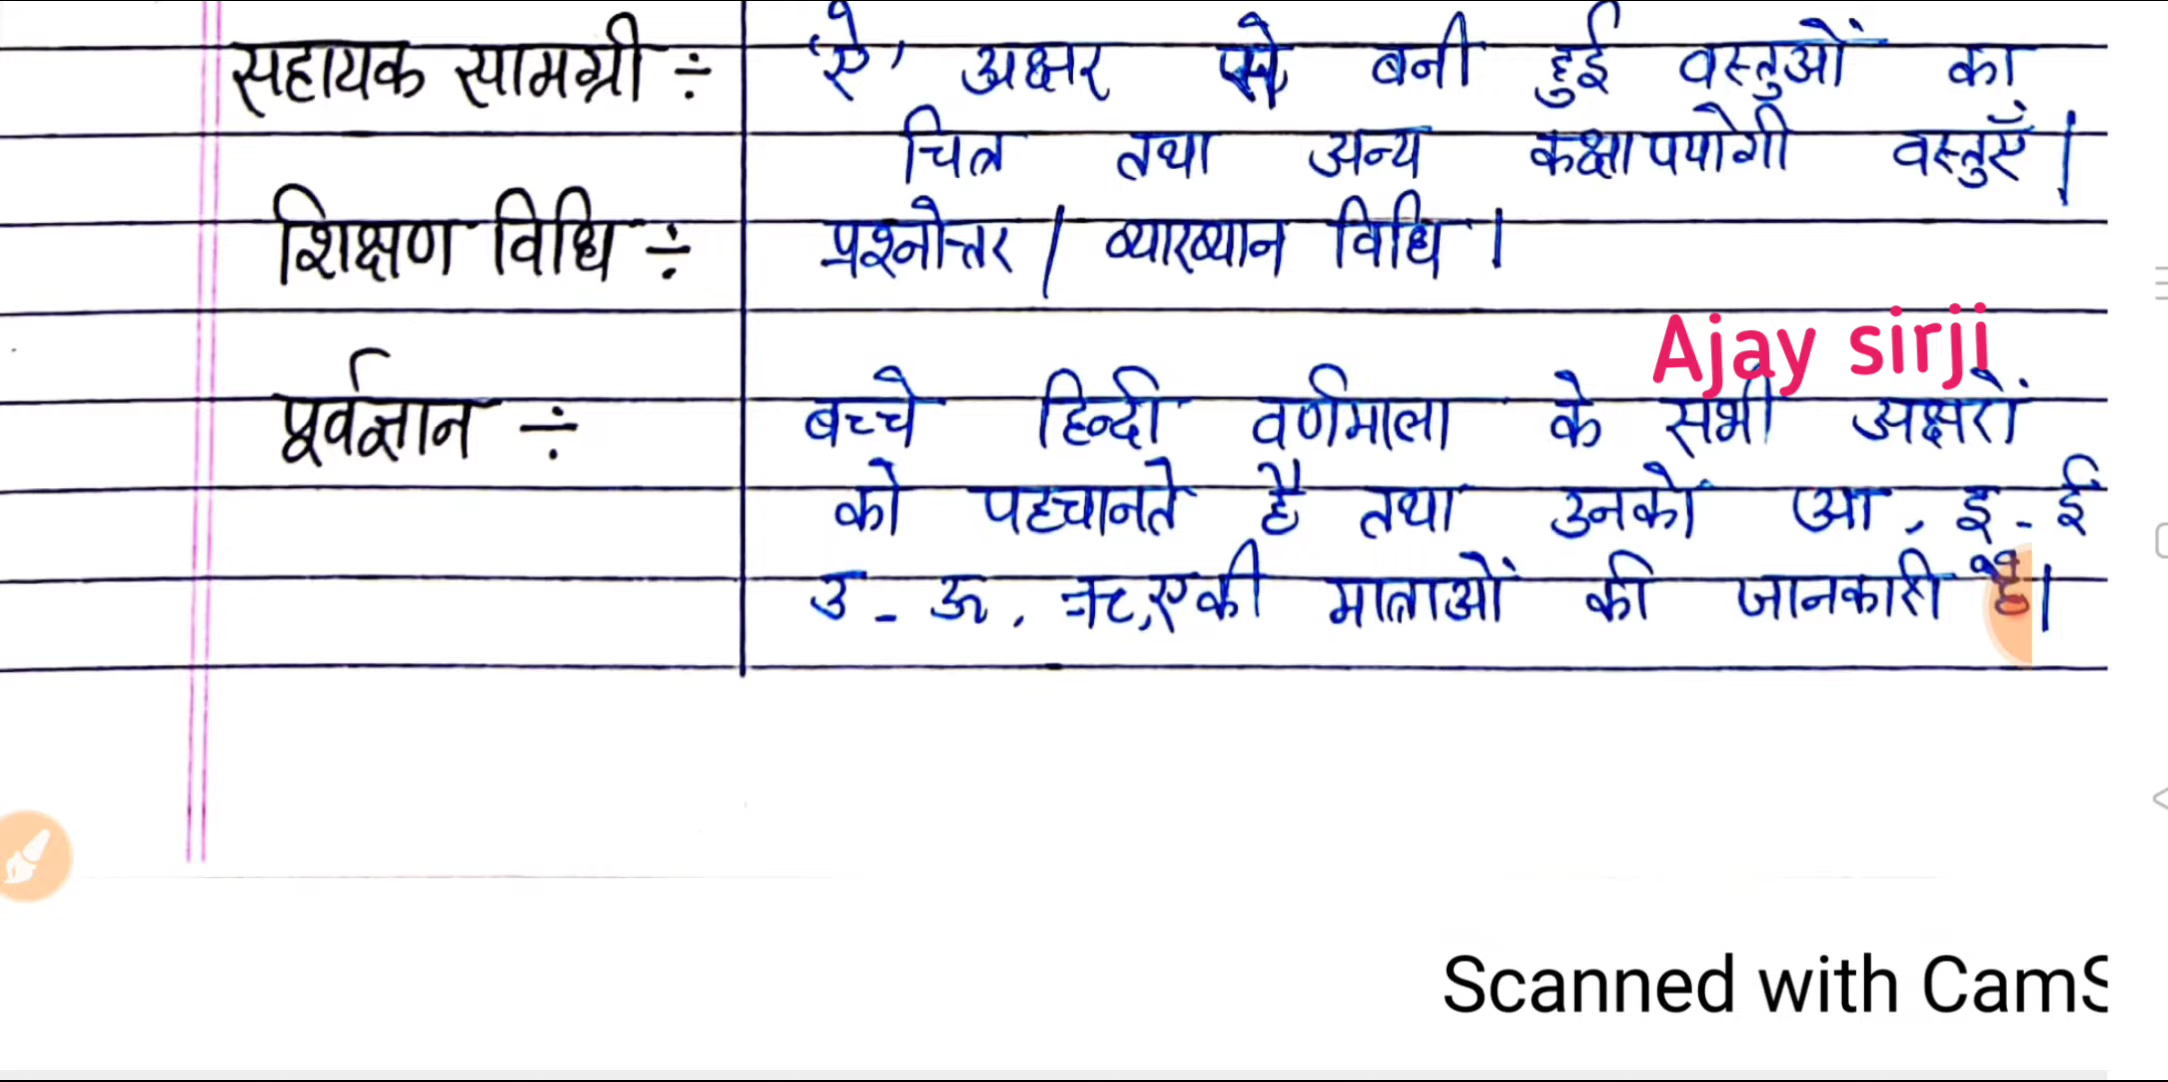 सहायक सामग्री ÷ 'ऐ' अक्षर से बनी हुई वस्तुओं का
चित्र तथा अन्य कक्षापयोगी वस्तुएँ।
शिक्षण विधि ÷ प्रश्नोत्तर / व्याख्यान विधि।
Ajay sirji
पूर्वज्ञान ÷ बच्चे हिन्दी वर्णमाला के सभी अक्षरों
को पहचानते है तथा उनको आ, इ - ई
उ - ऊ, ऋ, ए की मात्राओं की जानकारी है।
Scanned with CamS